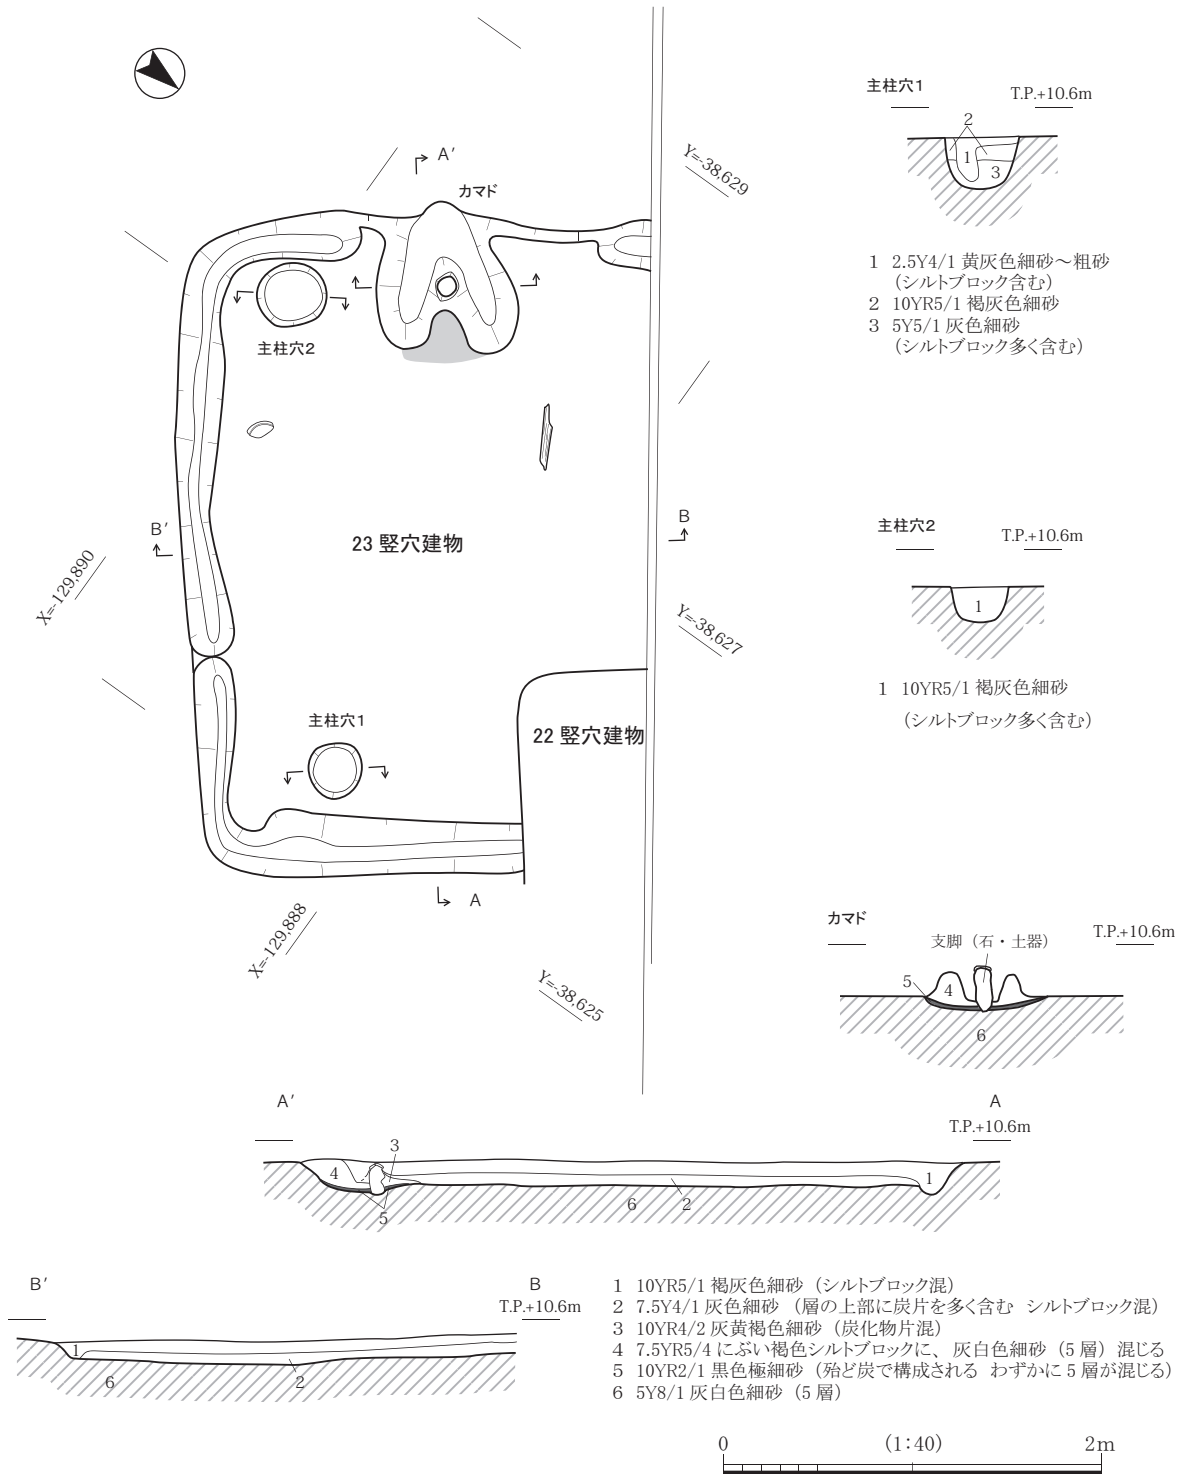 主柱穴1
T.P.+10.6m
2
1
3
1 2.5Y4/1 黄灰色細砂～粗砂
（シルトブロック含む）
2 10YR5/1 褐灰色細砂
3 5Y5/1 灰色細砂
（シルトブロック多く含む）
A′
カマド
Y=-38,629
主柱穴2
B′
B
23 竪穴建物
X=-129,890
Y=-38,627
主柱穴2
T.P.+10.6m
1
1 10YR5/1 褐灰色細砂
（シルトブロック多く含む）
主柱穴1
22 竪穴建物
A
X=-129,888
Y=-38,625
カマド
T.P.+10.6m
支脚（石・土器）
5
4
6
A′
A
T.P.+10.6m
3
4
1
6
2
5
B′
B
T.P.+10.6m
1
6
2
1 10YR5/1 褐灰色細砂（シルトブロック混）
2 7.5Y4/1 灰色細砂（層の上部に炭片を多く含む シルトブロック混）
3 10YR4/2 灰黄褐色細砂（炭化物片混）
4 7.5YR5/4 にぶい褐色シルトブロックに、灰白色細砂（5層）混じる
5 10YR2/1 黒色極細砂（殆ど炭で構成される わずかに5層が混じる）
6 5Y8/1 灰白色細砂（5層）
0
（1：40）
2m